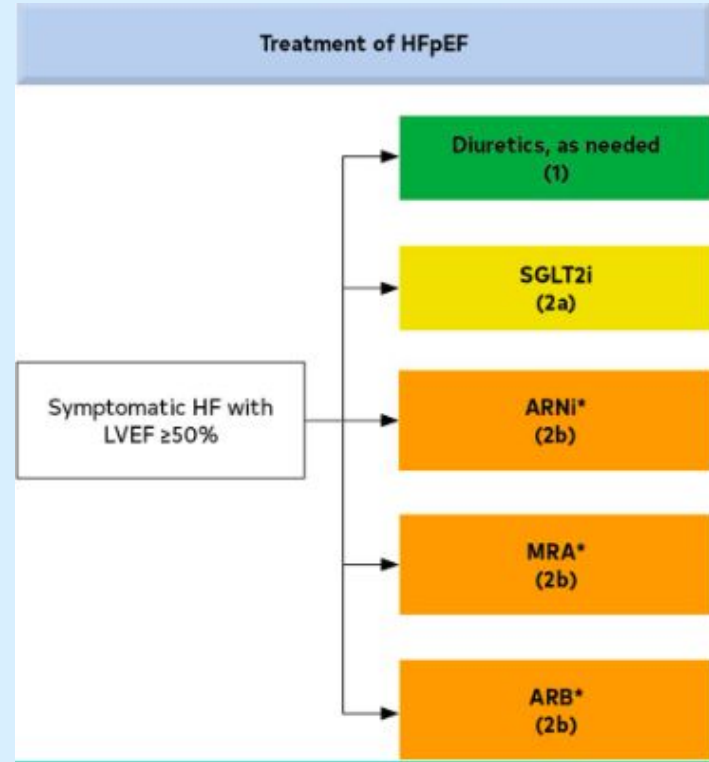 Treatment of HFpEF
Diuretics, as needed
(1)
SGLT2i
(2a)
Symptomatic HF with
LVEF ≥50%
ARNi*
(2b)
MRA*
(2b)
ARB*
(2b)